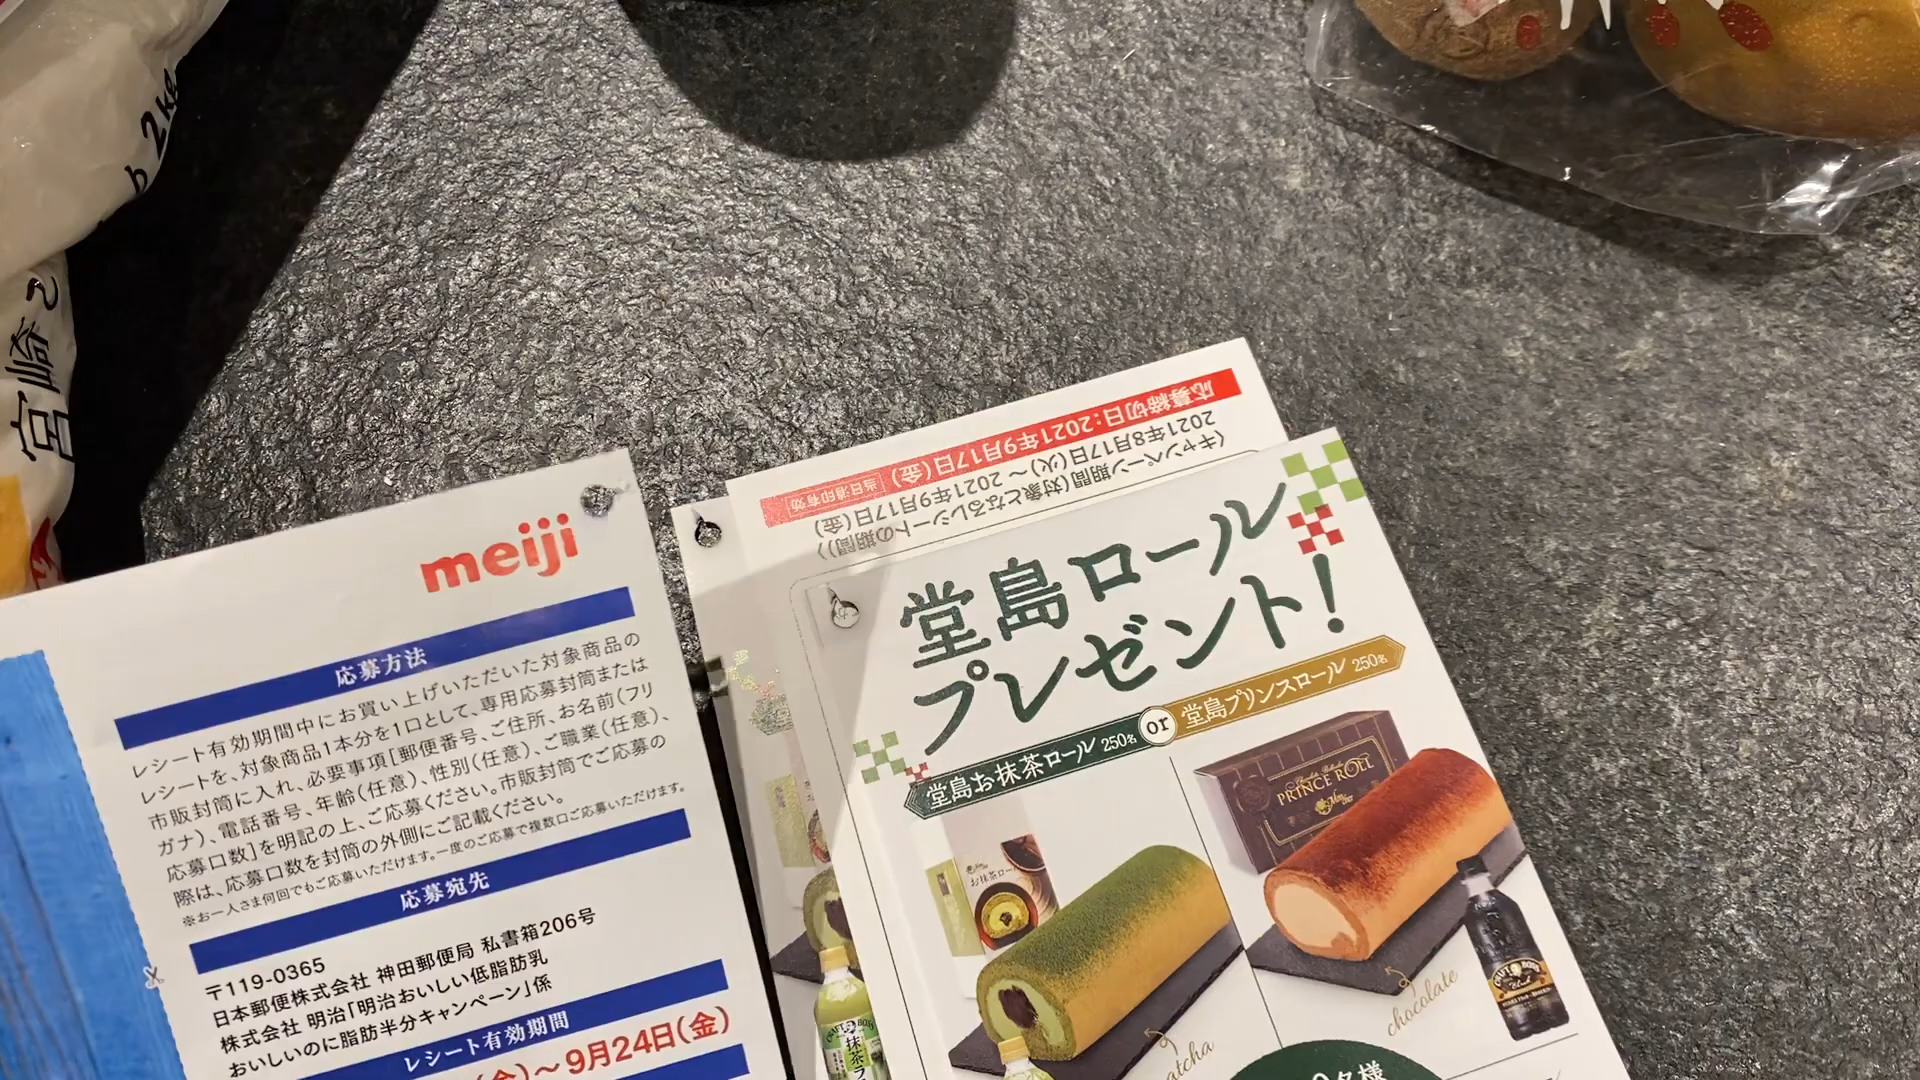 2kg
宮崎
meiji
応募方法
レシート有効期間中にお買い上げいただいた対象商品の
レシートを、対象商品1本分を1口として、専用応募封筒または
市販封筒に入れ、必要事項[郵便番号、ご住所、お名前(フリ
ガナ)、電話番号、年齢(任意)、性別(任意)、ご職業(任意)、
応募口数]を明記の上、ご応募ください。市販封筒でご応募の
際は、応募口数を封筒の外側にご記載ください。
※お一人さま何回でもご応募いただけます。一度のご応募で複数口ご応募いただけます。
応募宛先
〒119-0365
日本郵便株式会社 神田郵便局 私書箱206号
株式会社 明治「明治おいしい低脂肪乳
おいしいのに脂肪半分キャンペーン」係
レシート有効期間
(金)～9月24日(金)
応募締切日:2021年9月17日(金) 当日消印有効
〈キャンペーン期間(対象となるレシートの期間)〉
2021年8月17日(火)～2021年9月17日(金)
堂島ロール
プレゼント!
堂島お抹茶ロール 250名 or 堂島プリンスロール 250名
PRINCE ROLL
お抹茶ロール
CRAFT BOSS
chocolate
抹茶ラ
名様